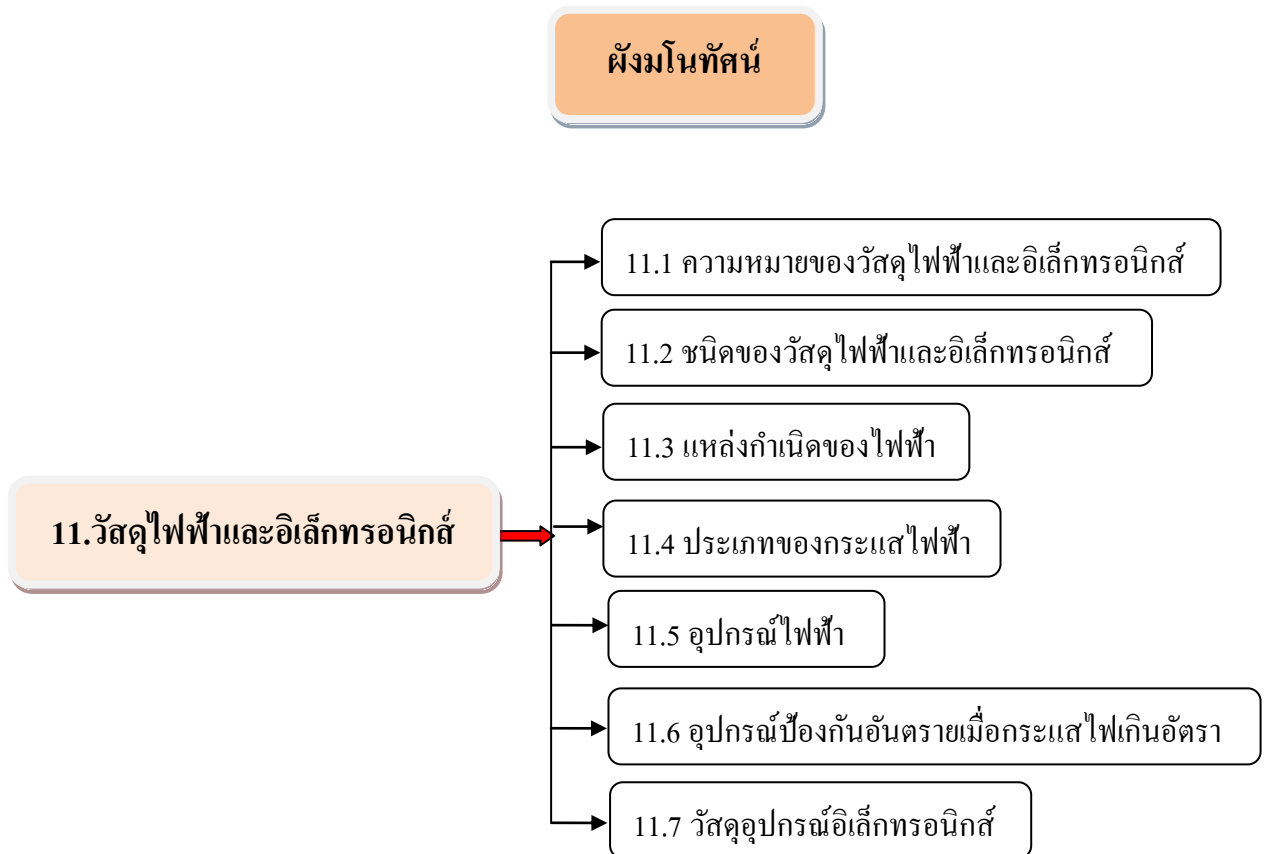 ผังมโนทัศน์
11.1 ความหมายของวัสดุไฟฟ้าและอิเล็กทรอนิกส์
11.2 ชนิดของวัสดุไฟฟ้าและอิเล็กทรอนิกส์
11.3 แหล่งกำเนิดของไฟฟ้า
11.วัสดุไฟฟ้าและอิเล็กทรอนิกส์
11.4 ประเภทของกระแสไฟฟ้า
11.5 อุปกรณ์ไฟฟ้า
11.6 อุปกรณ์ป้องกันอันตรายเมื่อกระแสไฟเกินอัตรา
11.7 วัสดุอุปกรณ์อิเล็กทรอนิกส์